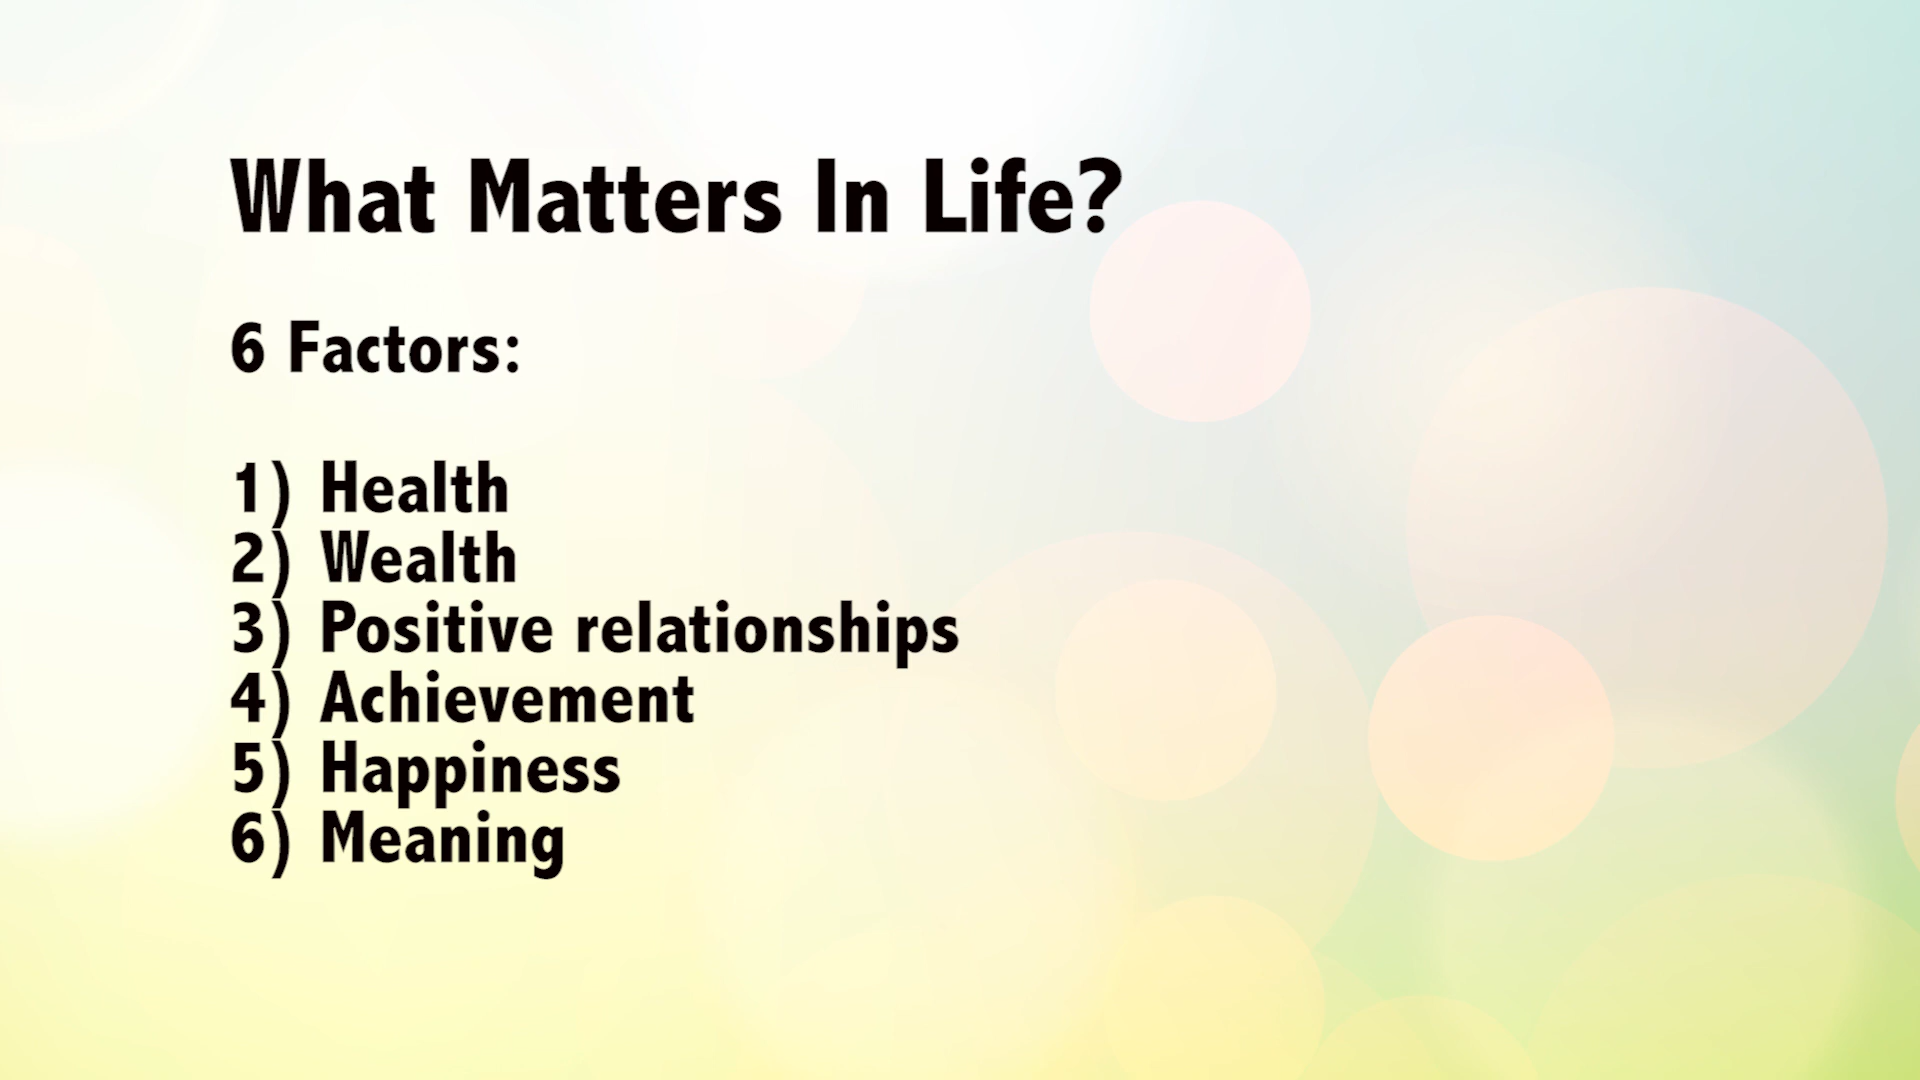 What Matters In Life?
6 Factors:
1) Health
2) Wealth
3) Positive relationships
4) Achievement
5) Happiness
6) Meaning